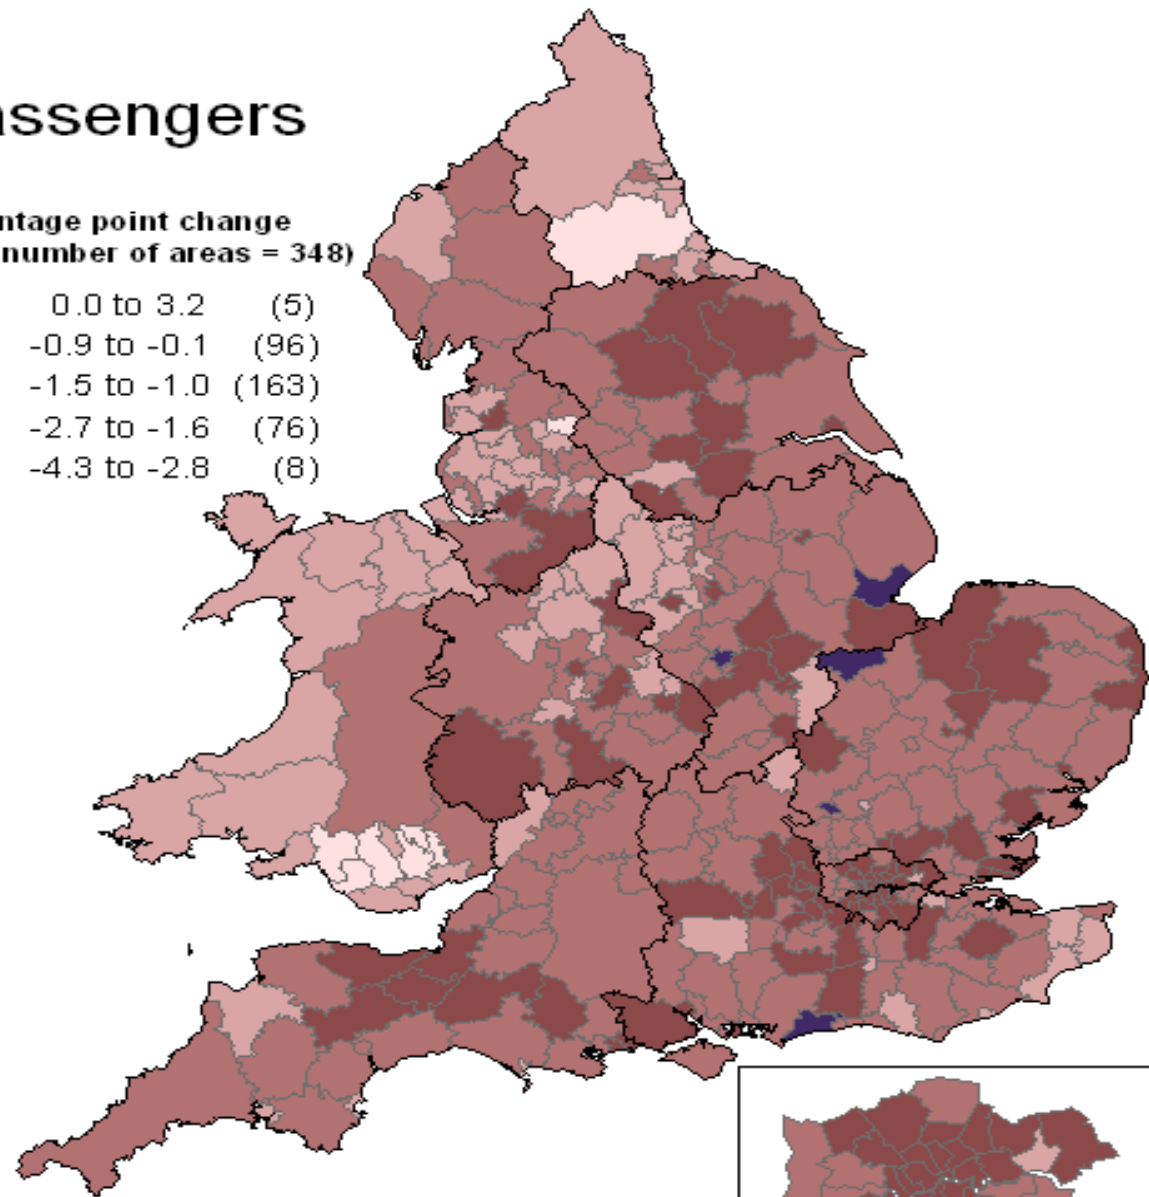 assengers
ntage point change
number of areas = 348)
0.0 to 3.2 (5)
-0.9 to -0.1 (96)
-1.5 to -1.0 (163)
-2.7 to -1.6 (76)
-4.3 to -2.8 (8)